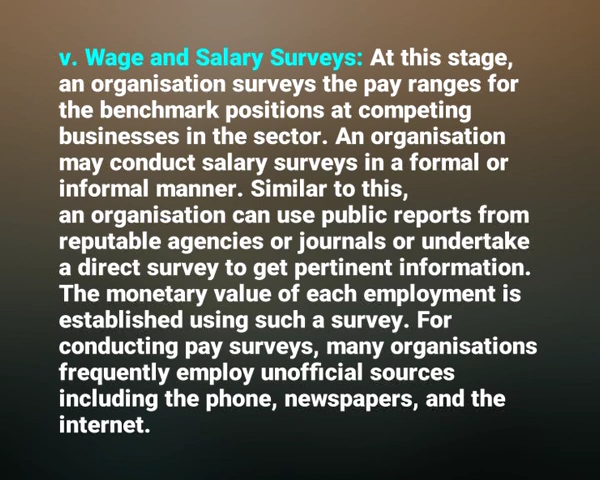 v. Wage and Salary Surveys: At this stage,
an organisation surveys the pay ranges for
the benchmark positions at competing
businesses in the sector. An organisation
may conduct salary surveys in a formal or
informal manner. Similar to this,
an organisation can use public reports from
reputable agencies or journals or undertake
a direct survey to get pertinent information.
The monetary value of each employment is
established using such a survey. For
conducting pay surveys, many organisations
frequently employ unofficial sources
including the phone, newspapers, and the
internet.